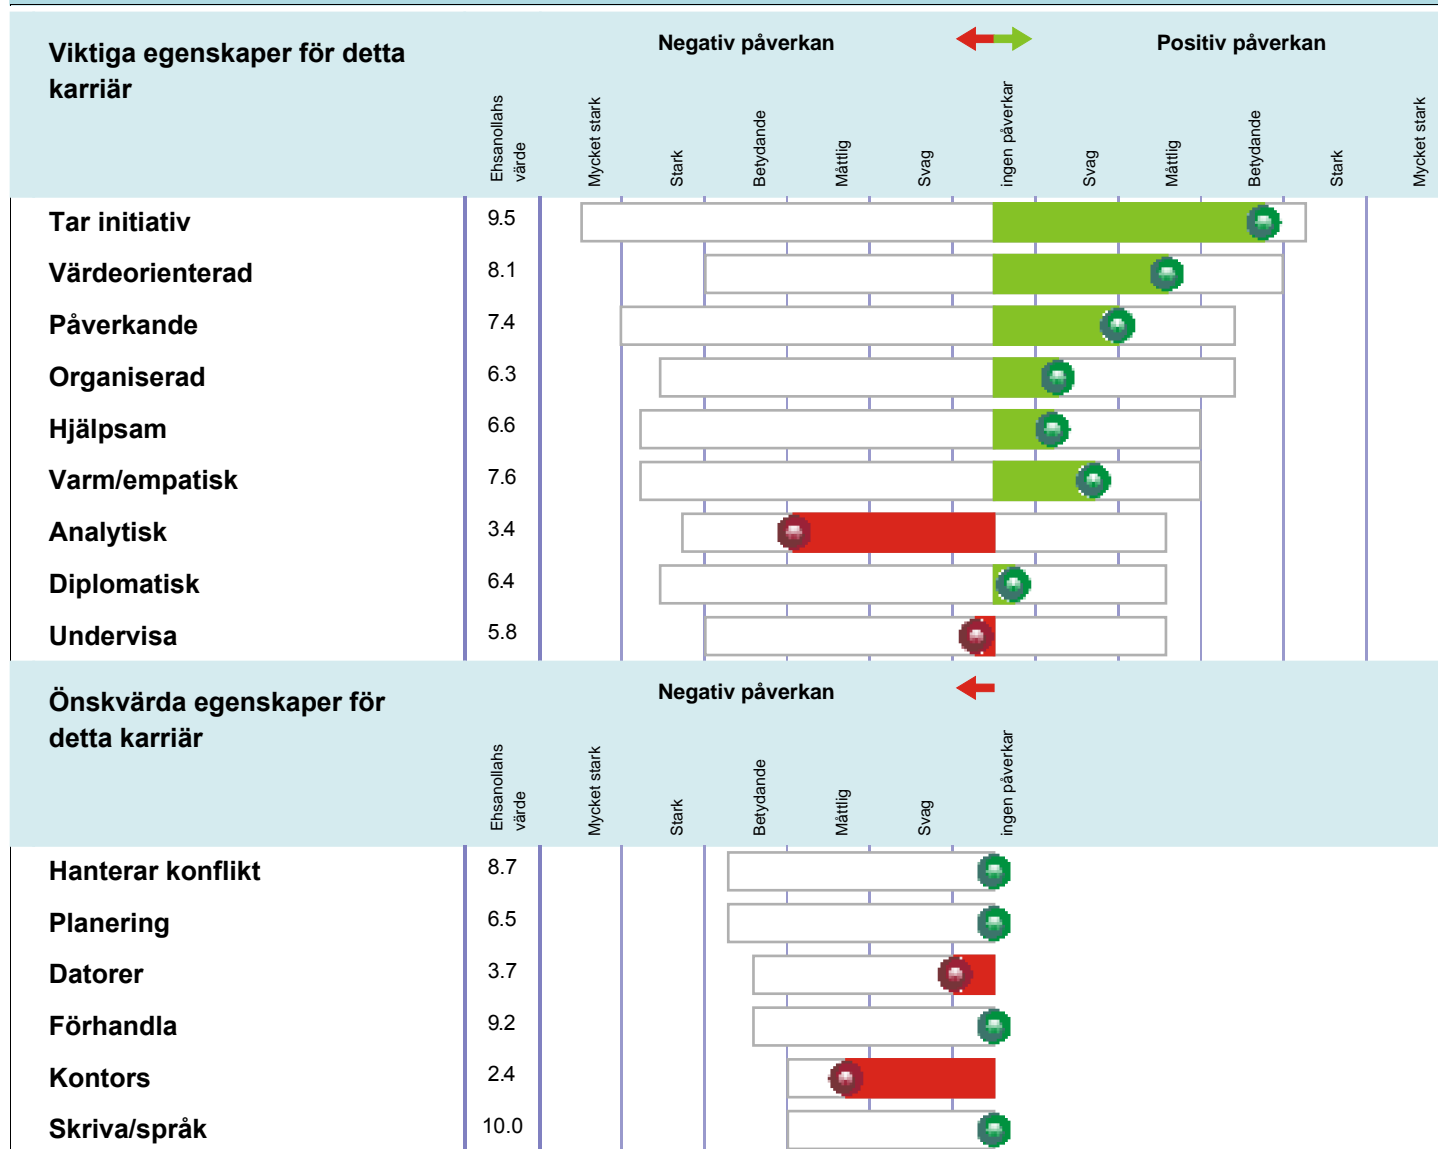 Viktiga egenskaper för detta
karriär
Negativ påverkan
Positiv påverkan
Ehsanollahs
värde
Mycket stark
Stark
Betydande
Måttlig
Svag
ingen påverkar
Svag
Måttlig
Betydande
Stark
Mycket stark
Tar initiativ 9.5
Värdeorienterad 8.1
Påverkande 7.4
Organiserad 6.3
Hjälpsam 6.6
Varm/empatisk 7.6
Analytisk 3.4
Diplomatisk 6.4
Undervisa 5.8
Önskvärda egenskaper för
detta karriär
Negativ påverkan
Ehsanollahs
värde
Mycket stark
Stark
Betydande
Måttlig
Svag
ingen påverkar
Hanterar konflikt 8.7
Planering 6.5
Datorer 3.7
Förhandla 9.2
Kontors 2.4
Skriva/språk 10.0